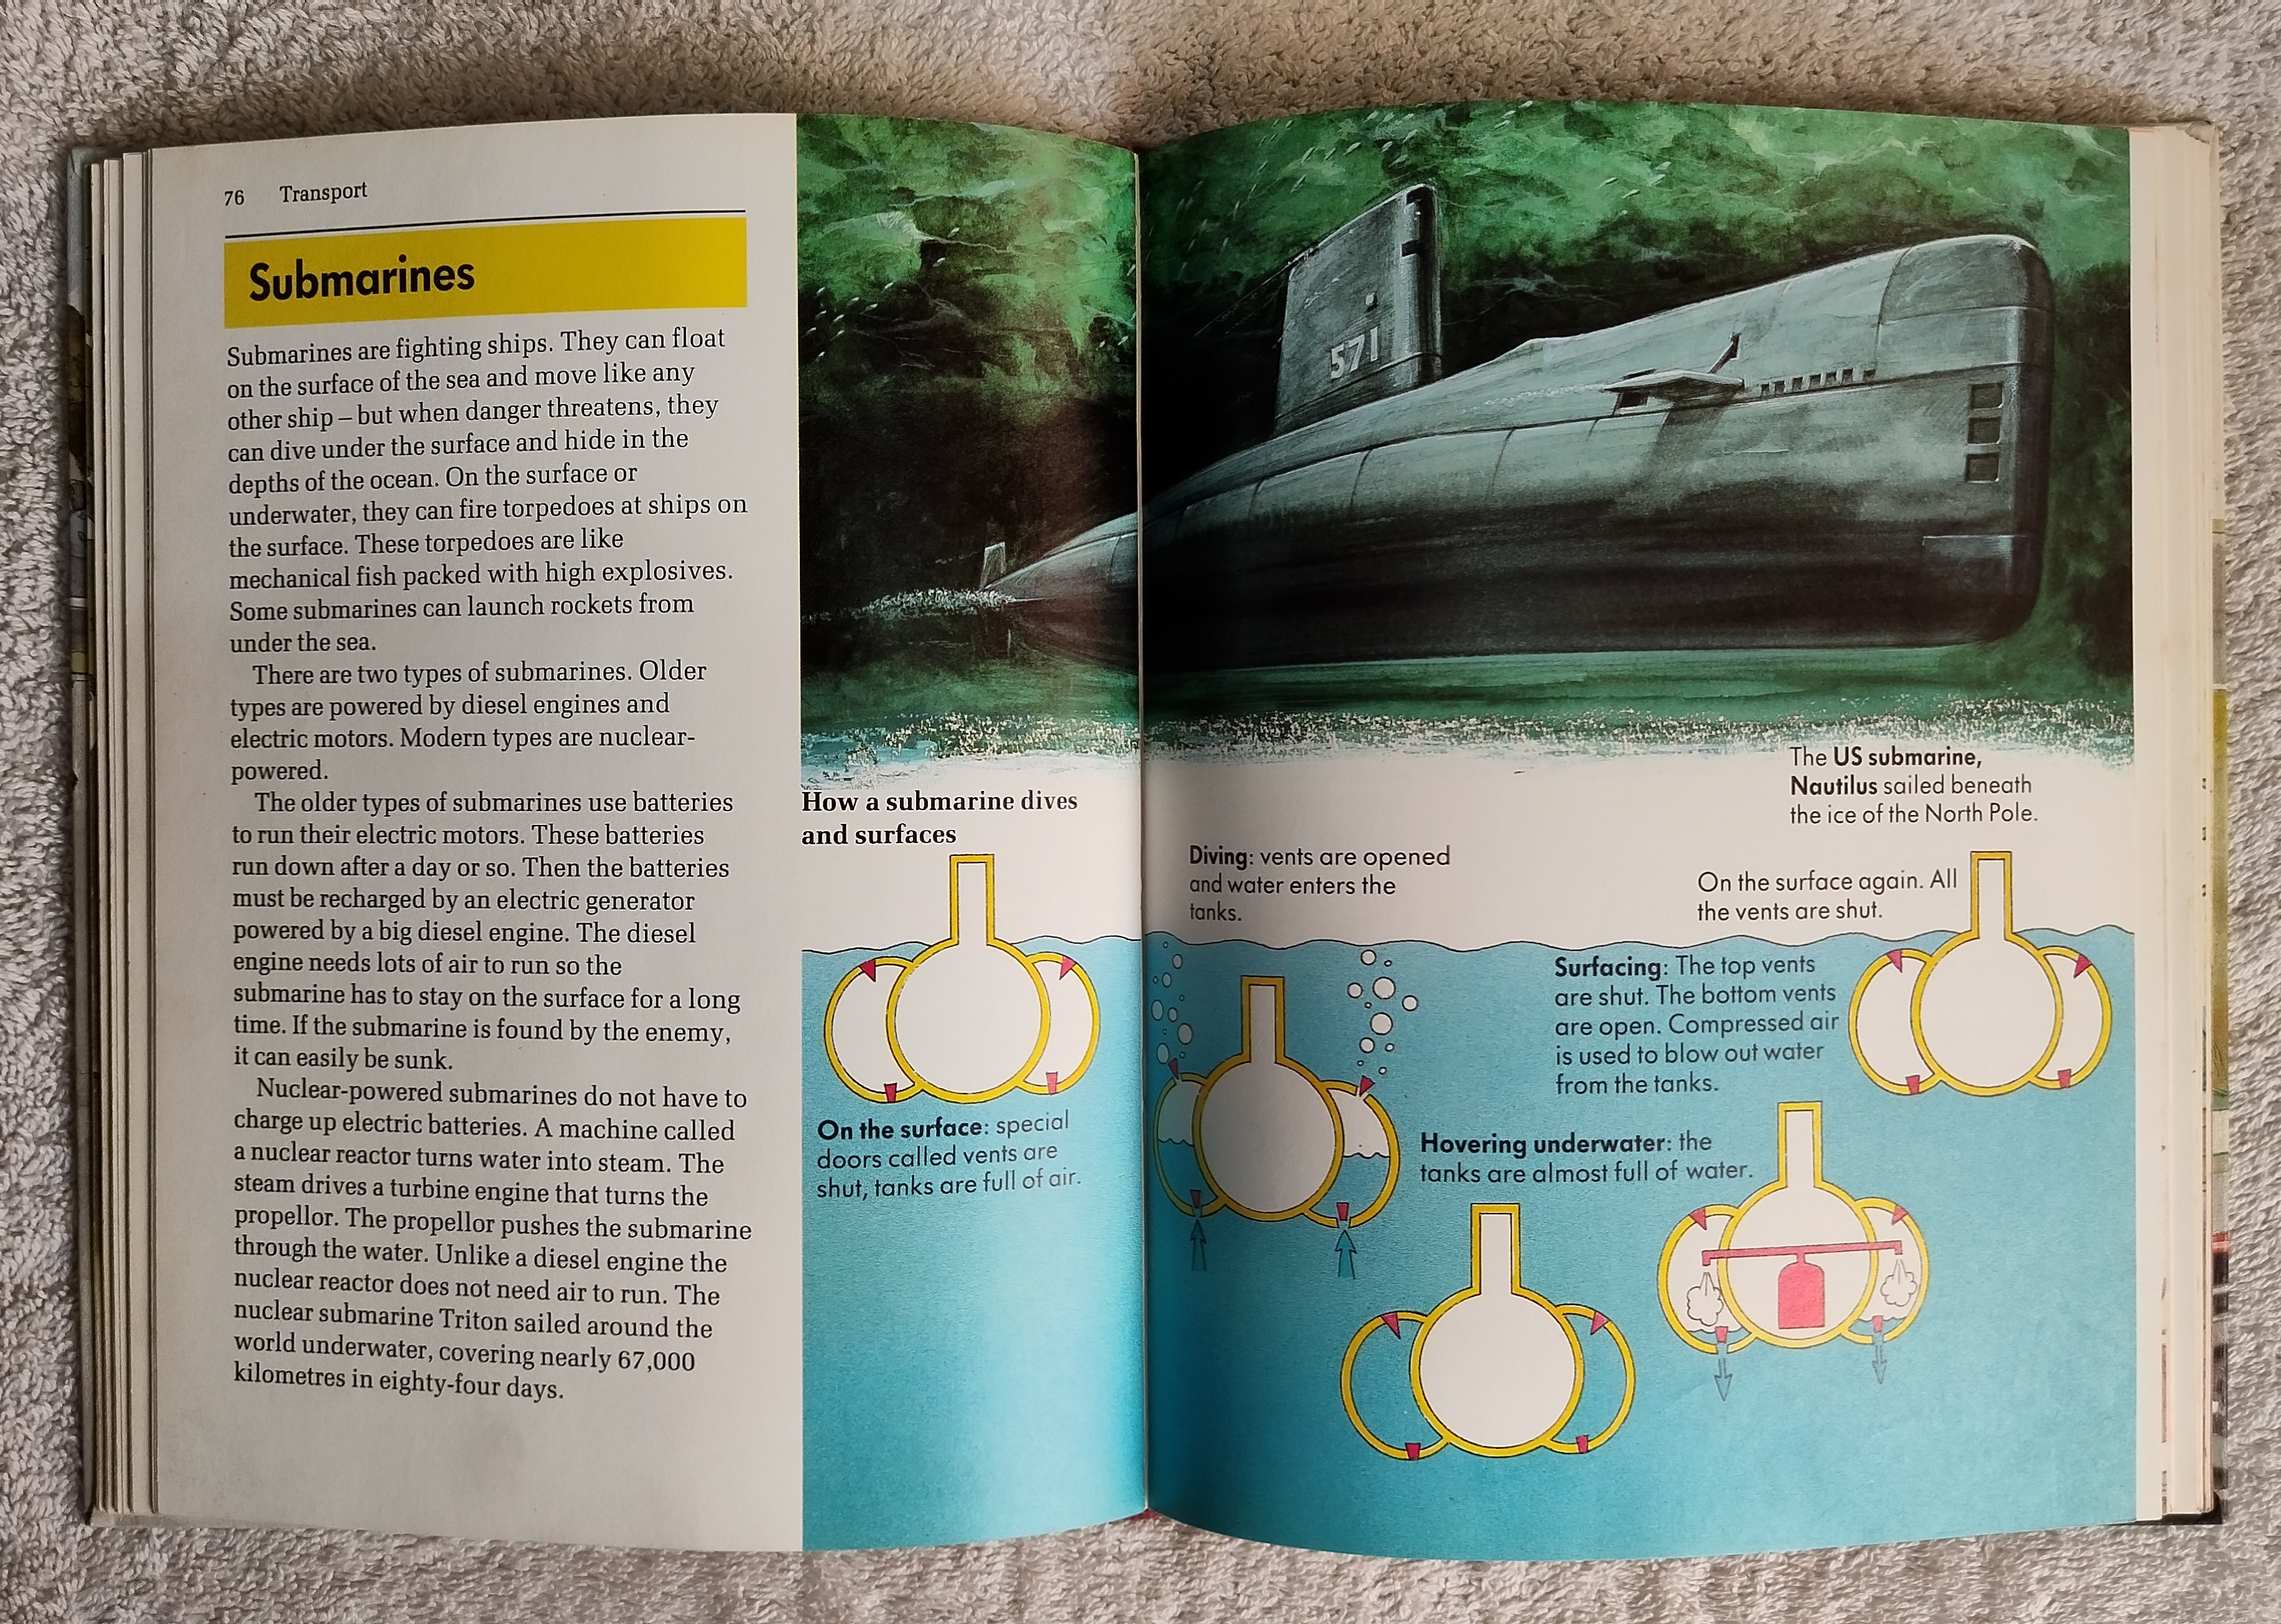 76 Transport
Submarines
Submarines are fighting ships. They can float
on the surface of the sea and move like any
other ship – but when danger threatens, they
can dive under the surface and hide in the
depths of the ocean. On the surface or
underwater, they can fire torpedoes at ships on
the surface. These torpedoes are like
mechanical fish packed with high explosives.
Some submarines can launch rockets from
under the sea.
There are two types of submarines. Older
types are powered by diesel engines and
electric motors. Modern types are nuclear-
powered.
The older types of submarines use batteries
to run their electric motors. These batteries
run down after a day or so. Then the batteries
must be recharged by an electric generator
powered by a big diesel engine. The diesel
engine needs lots of air to run so the
submarine has to stay on the surface for a long
time. If the submarine is found by the enemy,
it can easily be sunk.
Nuclear-powered submarines do not have to
charge up electric batteries. A machine called
a nuclear reactor turns water into steam. The
steam drives a turbine engine that turns the
propellor. The propellor pushes the submarine
through the water. Unlike a diesel engine the
nuclear reactor does not need air to run. The
nuclear submarine Triton sailed around the
world underwater, covering nearly 67,000
kilometres in eighty-four days.
571
The US submarine,
Nautilus sailed beneath
the ice of the North Pole.
How a submarine dives
and surfaces
On the surface: special
doors called vents are
shut, tanks are full of air.
Diving: vents are opened
and water enters the
tanks.
Hovering underwater: the
tanks are almost full of water.
Surfacing: The top vents
are shut. The bottom vents
are open. Compressed air
is used to blow out water
from the tanks.
On the surface again. All
the vents are shut.